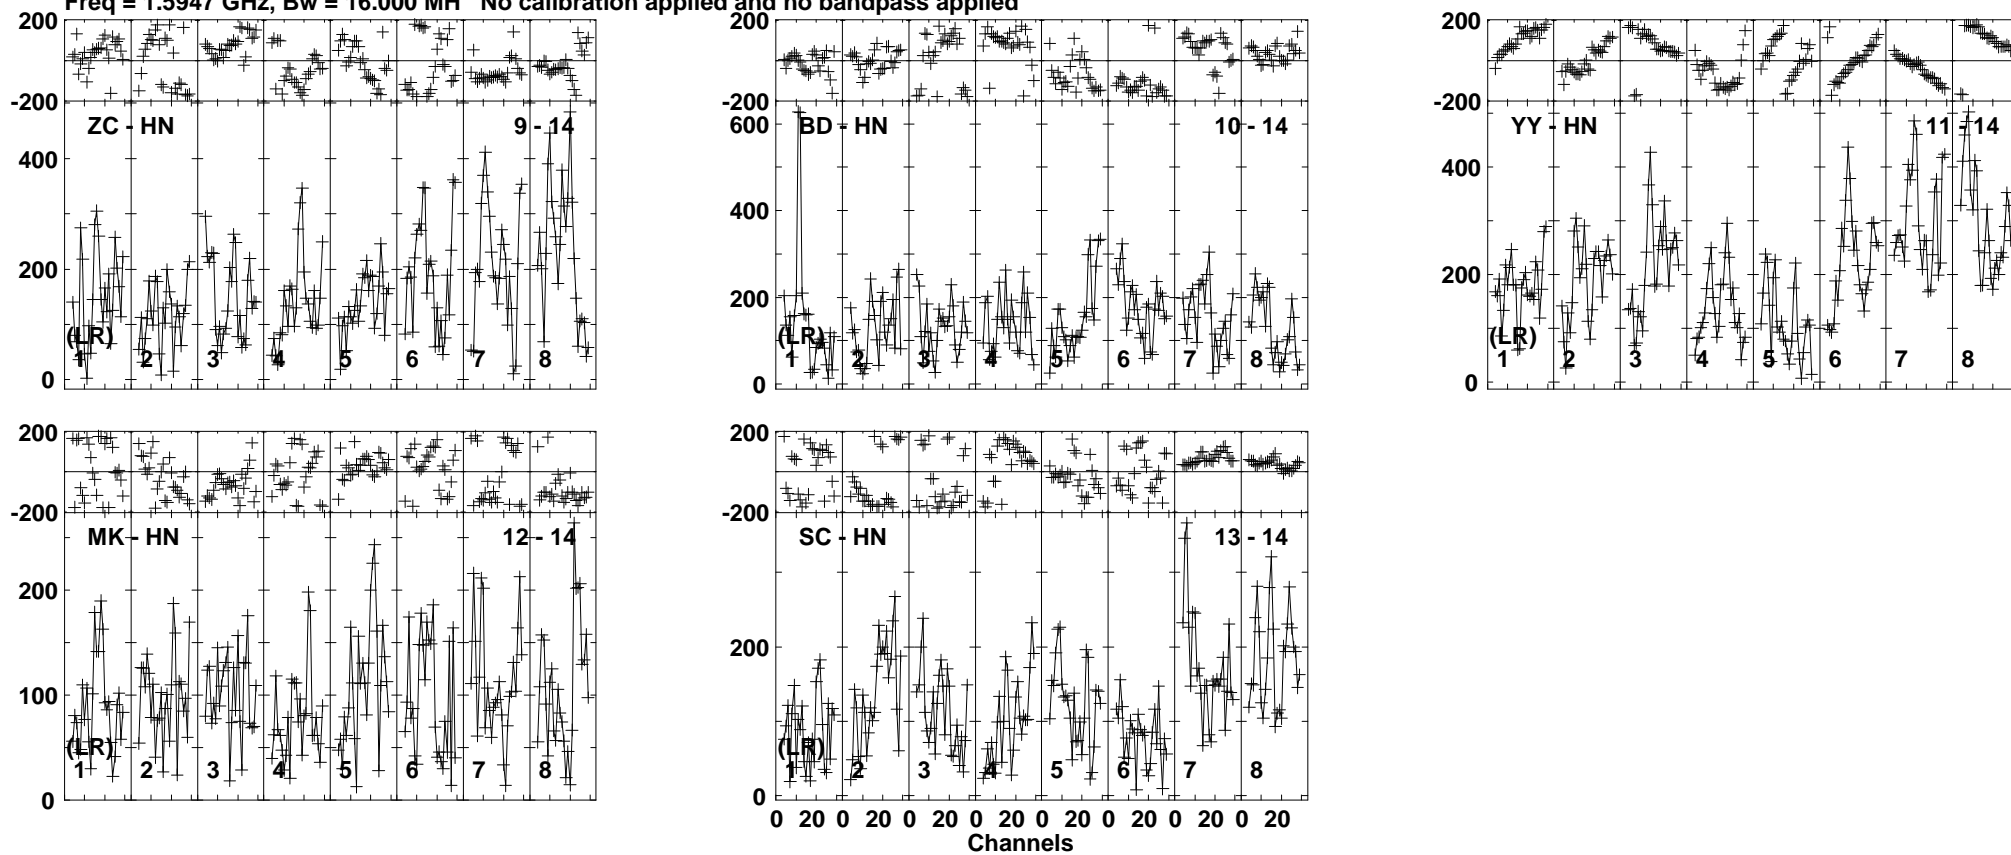 Freq = 1.5947 GHz, Bw = 16.000 MH No calibration applied and no bandpass applied
200 200 200
-200 -200 -200
ZC - HN 9 - 14 BD - HN 10 - 14 YY - HN 11 - 14
600
400 400 400
200 200 200
(LR) (LR) (LR)
1 2 3 4 5 6 7 8 1 2 3 4 5 6 7 8 1 2 3 4 5 6 7 8
0 0 0
200 200
-200 -200
MK - HN 12 - 14 SC - HN 13 - 14
200 200
100
(LR) (LR)
1 2 3 4 5 6 7 8 1 2 3 4 5 6 7 8
0 0
0 20 0 20 0 20 0 20 0 20 0 20 0 20 0 20
Channels